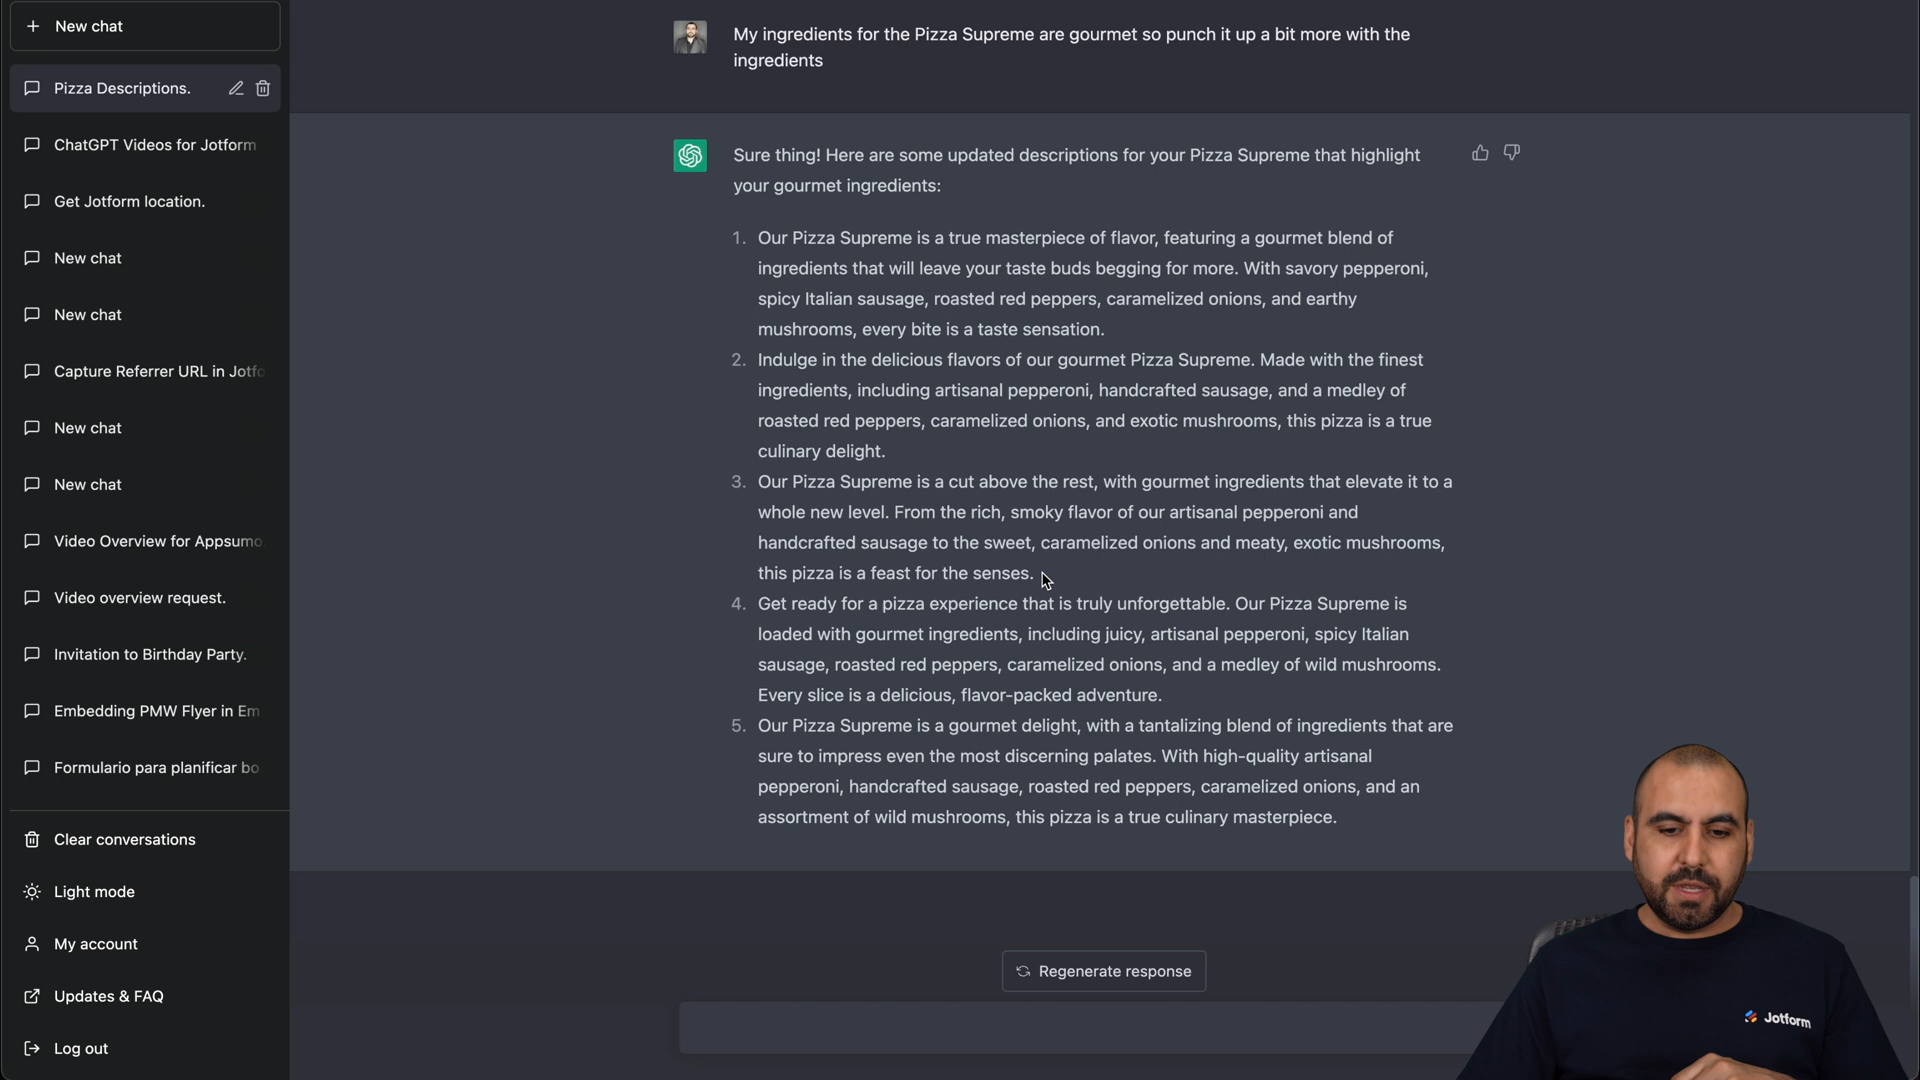 New chat
Pizza Descriptions.
ChatGPT Videos for Jotform
Get Jotform location.
New chat
New chat
Capture Referrer URL in Jotfo
New chat
New chat
Video Overview for Appsumo
Video overview request.
Invitation to Birthday Party.
Embedding PMW Flyer in Em
Formulario para planificar bo
Clear conversations
Light mode
My account
Updates & FAQ
Log out
My ingredients for the Pizza Supreme are gourmet so punch it up a bit more with the
ingredients
Sure thing! Here are some updated descriptions for your Pizza Supreme that highlight
your gourmet ingredients:
1. Our Pizza Supreme is a true masterpiece of flavor, featuring a gourmet blend of
ingredients that will leave your taste buds begging for more. With savory pepperoni,
spicy Italian sausage, roasted red peppers, caramelized onions, and earthy
mushrooms, every bite is a taste sensation.
2. Indulge in the delicious flavors of our gourmet Pizza Supreme. Made with the finest
ingredients, including artisanal pepperoni, handcrafted sausage, and a medley of
roasted red peppers, caramelized onions, and exotic mushrooms, this pizza is a true
culinary delight.
3. Our Pizza Supreme is a cut above the rest, with gourmet ingredients that elevate it to a
whole new level. From the rich, smoky flavor of our artisanal pepperoni and
handcrafted sausage to the sweet, caramelized onions and meaty, exotic mushrooms,
this pizza is a feast for the senses.
4. Get ready for a pizza experience that is truly unforgettable. Our Pizza Supreme is
loaded with gourmet ingredients, including juicy, artisanal pepperoni, spicy Italian
sausage, roasted red peppers, caramelized onions, and a medley of wild mushrooms.
Every slice is a delicious, flavor-packed adventure.
5. Our Pizza Supreme is a gourmet delight, with a tantalizing blend of ingredients that are
sure to impress even the most discerning palates. With high-quality artisanal
pepperoni, handcrafted sausage, roasted red peppers, caramelized onions, and an
assortment of wild mushrooms, this pizza is a true culinary masterpiece.
Regenerate response
Jotform